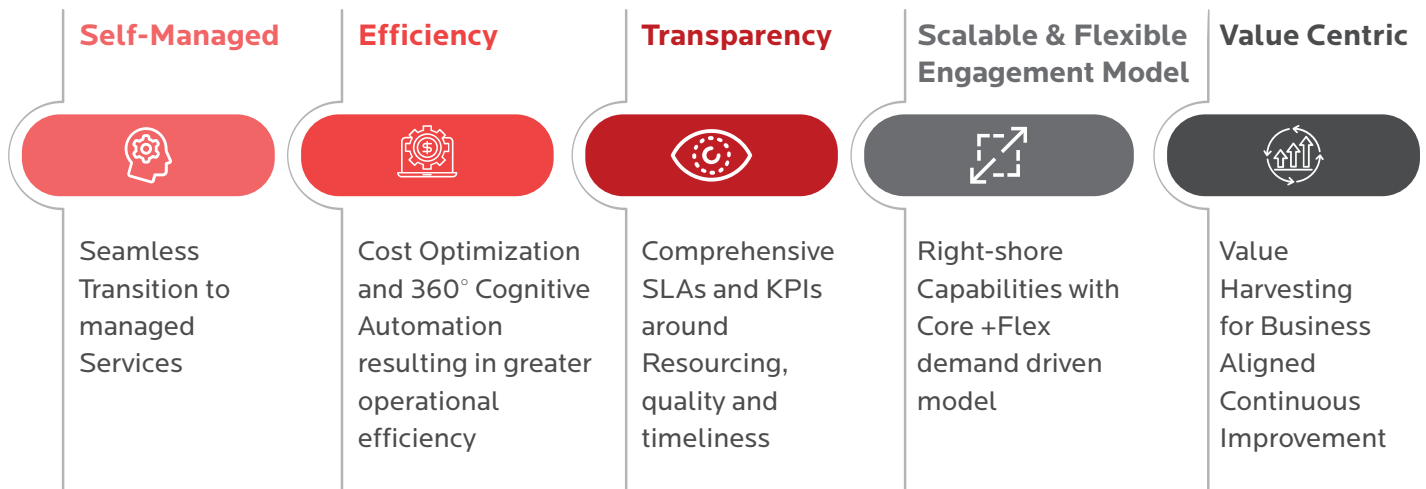 Self-Managed
Seamless
Transition to
managed
Services
Efficiency
$
Cost Optimization
and 360° Cognitive
Automation
resulting in greater
operational
efficiency
Transparency
Comprehensive
SLAs and KPIs
around
Resourcing,
quality and
timeliness
Scalable & Flexible
Engagement Model
Right-shore
Capabilities with
Core +Flex
demand driven
model
Value Centric
Value
Harvesting
for Business
Aligned
Continuous
Improvement